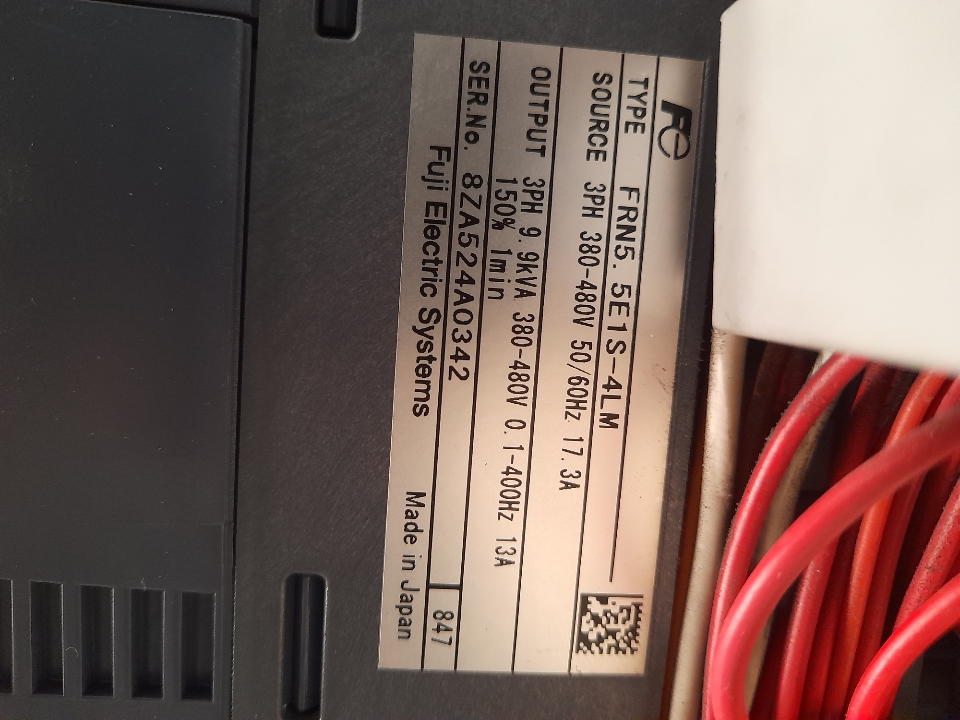 Fe
TYPE FRN5.5E1S-4LM
SOURCE 3PH 380-480V 50/60Hz 17.3A
OUTPUT 3PH 9.9kVA 380-480V 0.1-400Hz 13A
150% 1min
SER.No. 8ZA524A0342 847
Fuji Electric Systems Made in Japan